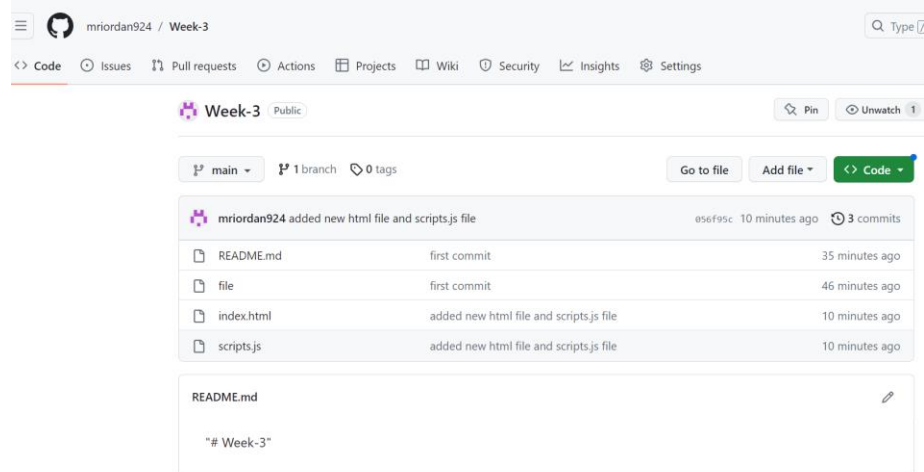 mriordan924 / Week-3
Type /
<> Code Issues Pull requests Actions Projects Wiki Security Insights Settings
Week-3 Public Pin Unwatch 1
main 1 branch 0 tags Go to file Add file <> Code
mriordan924 added new html file and scripts.js file 056f95c 10 minutes ago 3 commits
README.md first commit 35 minutes ago
file first commit 46 minutes ago
index.html added new html file and scripts.js file 10 minutes ago
scripts.js added new html file and scripts.js file 10 minutes ago
README.md
"# Week-3"